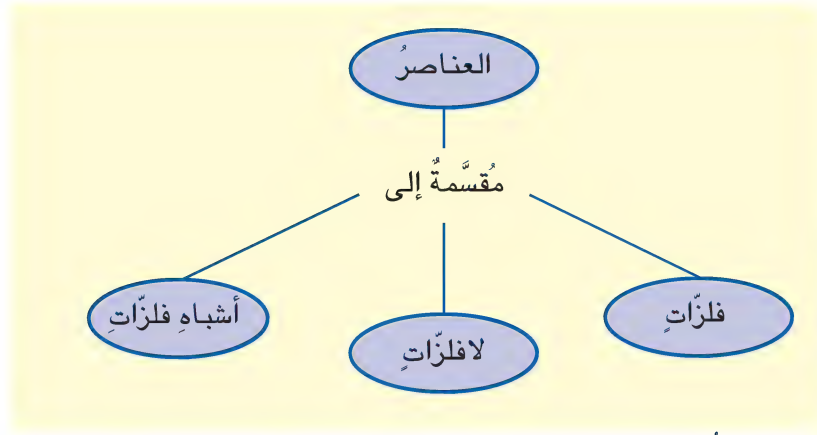 العناصرُ
مُقسَّمةٌ إلى
فلزّاتٍ
لافلزّاتٍ
أشباهِ فلزّاتِ